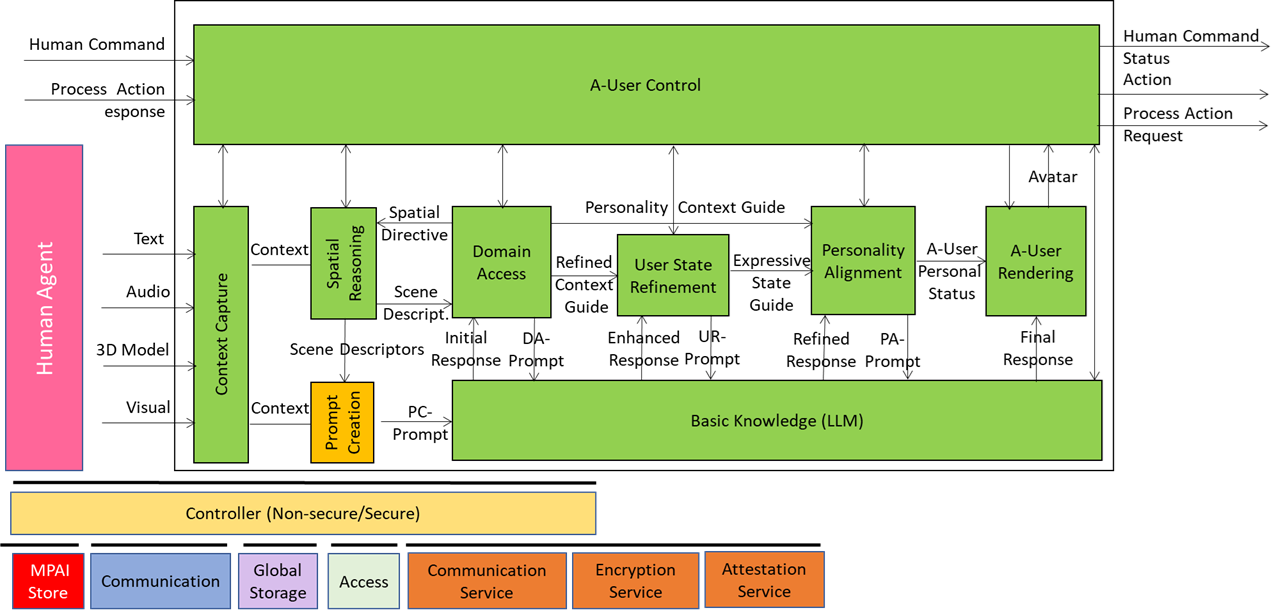 Human Command
Process Action
esponse
A-User Control
Human Command
Status
Action
Process Action
Request
Avatar
Human Agent
Text
Audio
3D Model
Visual
Context Capture
Context
Context
Spatial
Reasoning
Spatial
Directive
Scene
Descript.
Scene Descriptors
Prompt
Creation
PC-
Prompt
Domain
Access
Personality Context Guide
Refined
Context
Guide
User State
Refinement
Expressive
State
Guide
Personality
Alignment
A-User
Personal
Status
A-User
Rendering
Initial
Response
DA-
Prompt
Enhanced
Response
UR-
Prompt
Refined
Response
PA-
Prompt
Final
Response
Basic Knowledge (LLM)
Controller (Non-secure/Secure)
MPAI
Store
Communication
Global
Storage
Access
Communication
Service
Encryption
Service
Attestation
Service